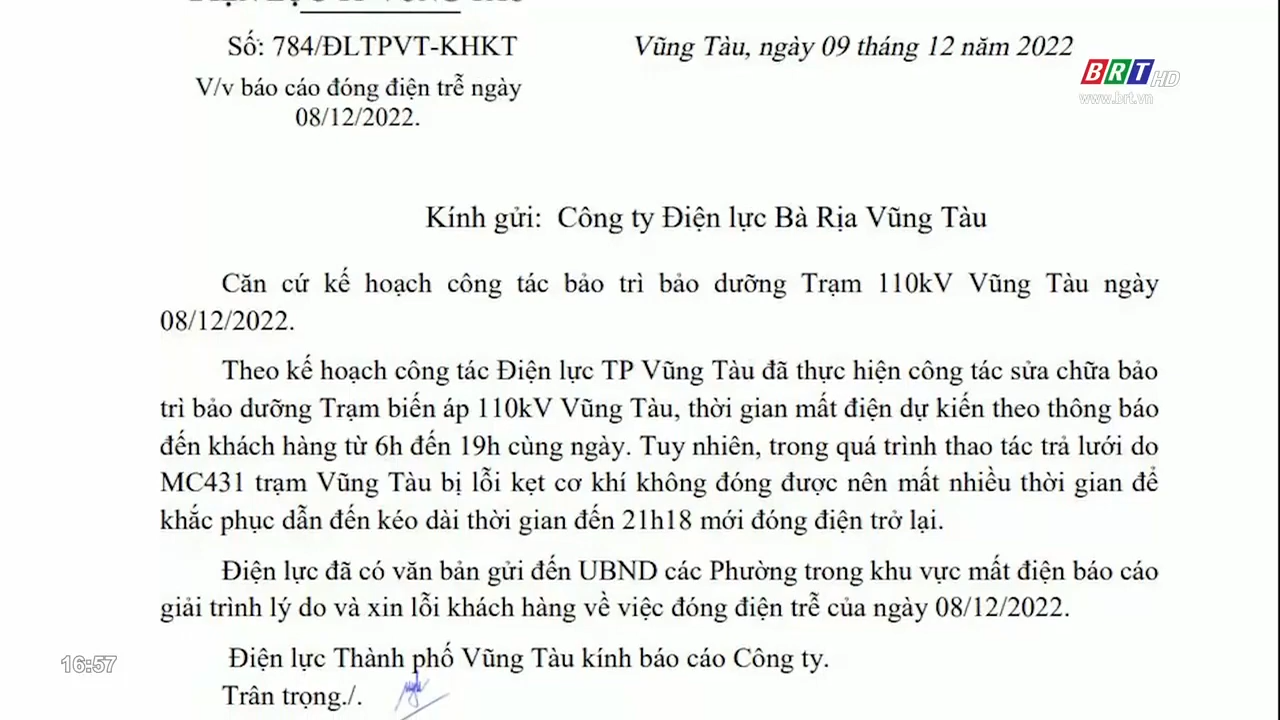 Số: 784/ĐLTPVT-KHKT
Vũng Tàu, ngày 09 tháng 12 năm 2022
BRT HD
www.brt.vn
V/v báo cáo đóng điện trễ ngày
08/12/2022.
Kính gửi: Công ty Điện lực Bà Rịa Vũng Tàu
Căn cứ kế hoạch công tác bảo trì bảo dưỡng Trạm 110kV Vũng Tàu ngày
08/12/2022.
Theo kế hoạch công tác Điện lực TP Vũng Tàu đã thực hiện công tác sửa chữa bảo
trì bảo dưỡng Trạm biến áp 110kV Vũng Tàu, thời gian mất điện dự kiến theo thông báo
đến khách hàng từ 6h đến 19h cùng ngày. Tuy nhiên, trong quá trình thao tác trả lưới do
MC431 trạm Vũng Tàu bị lỗi kẹt cơ khí không đóng được nên mất nhiều thời gian để
khắc phục dẫn đến kéo dài thời gian đến 21h18 mới đóng điện trở lại.
Điện lực đã có văn bản gửi đến UBND các Phường trong khu vực mất điện báo cáo
giải trình lý do và xin lỗi khách hàng về việc đóng điện trễ của ngày 08/12/2022.
Điện lực Thành phố Vũng Tàu kính báo cáo Công ty.
Trân trọng./.
16:57